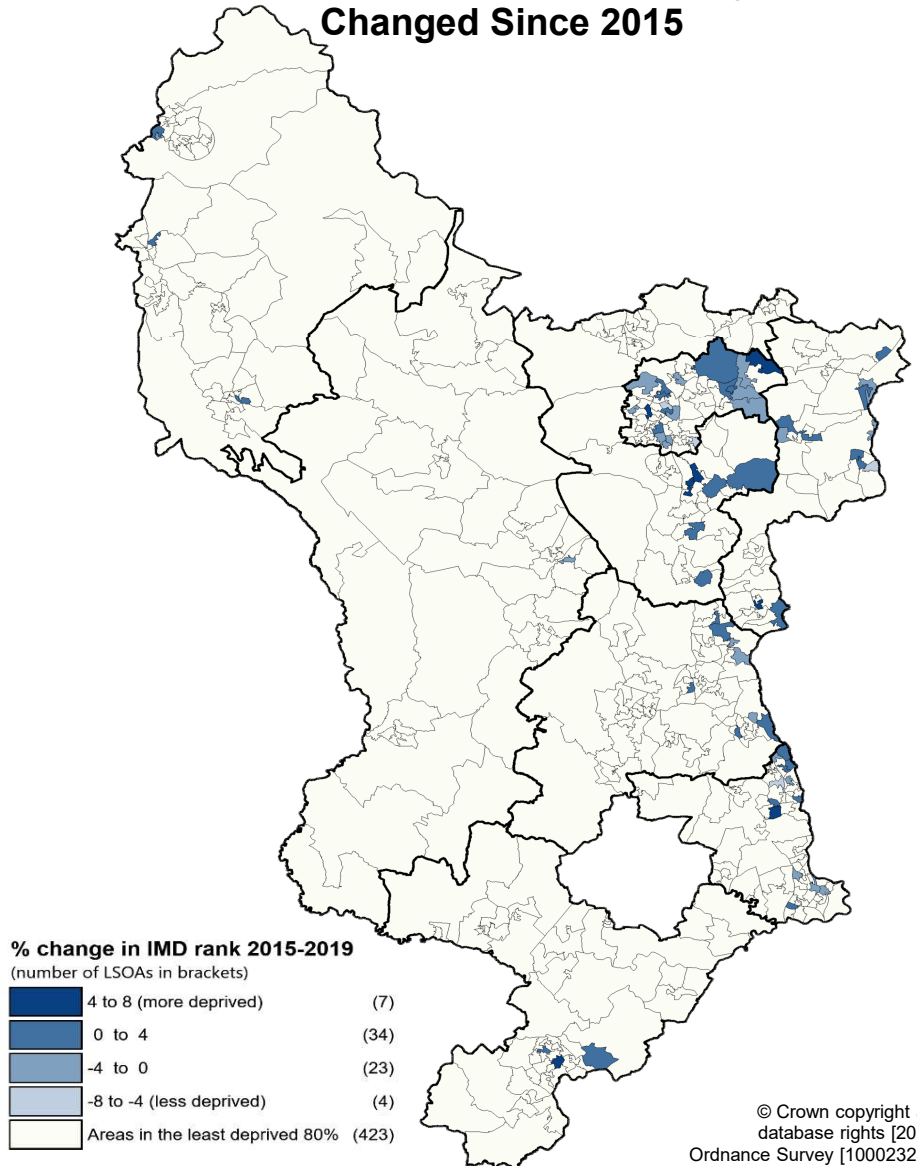 Changed Since 2015
% change in IMD rank 2015-2019
(number of LSOAs in brackets)
4 to 8 (more deprived) (7)
0 to 4 (34)
-4 to 0 (23)
-8 to -4 (less deprived) (4)
Areas in the least deprived 80% (423)
© Crown copyright
database rights [20
Ordnance Survey [1000232